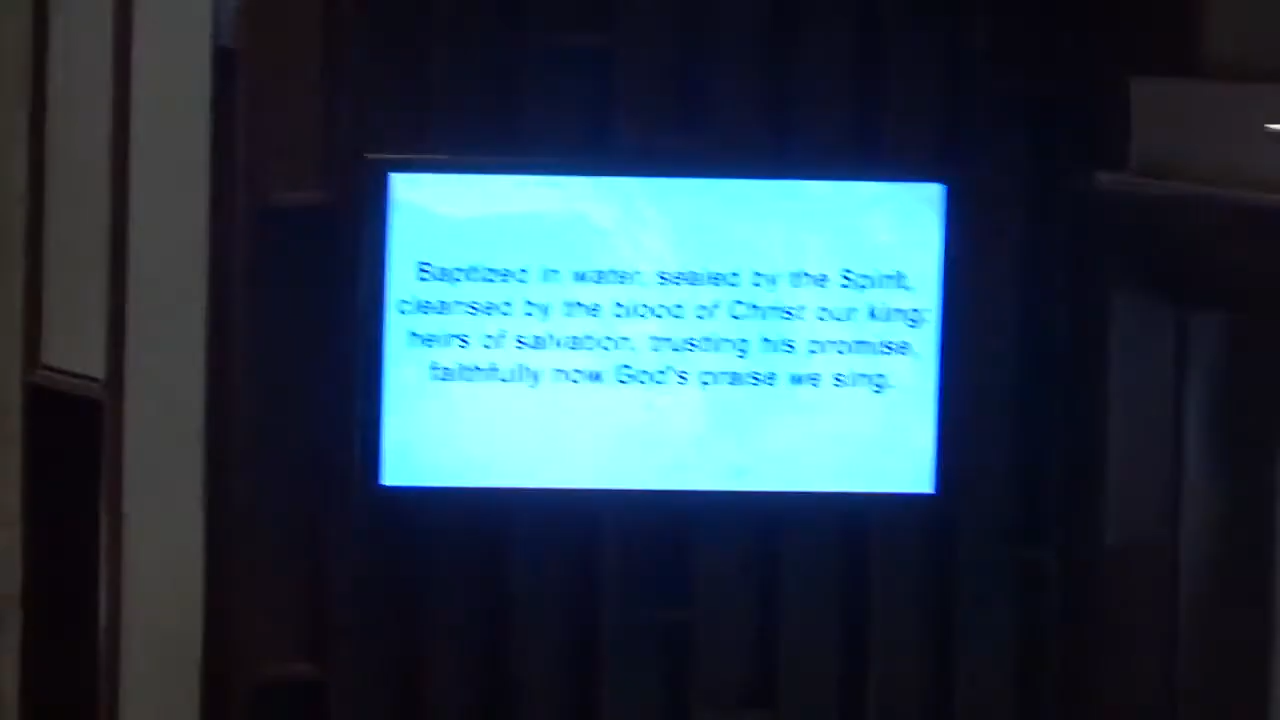 Baptized in water, sealed by the Spirit,
cleansed by the blood of Christ our King;
heirs of salvation, trusting his promise,
faithfully now God's praise we sing.